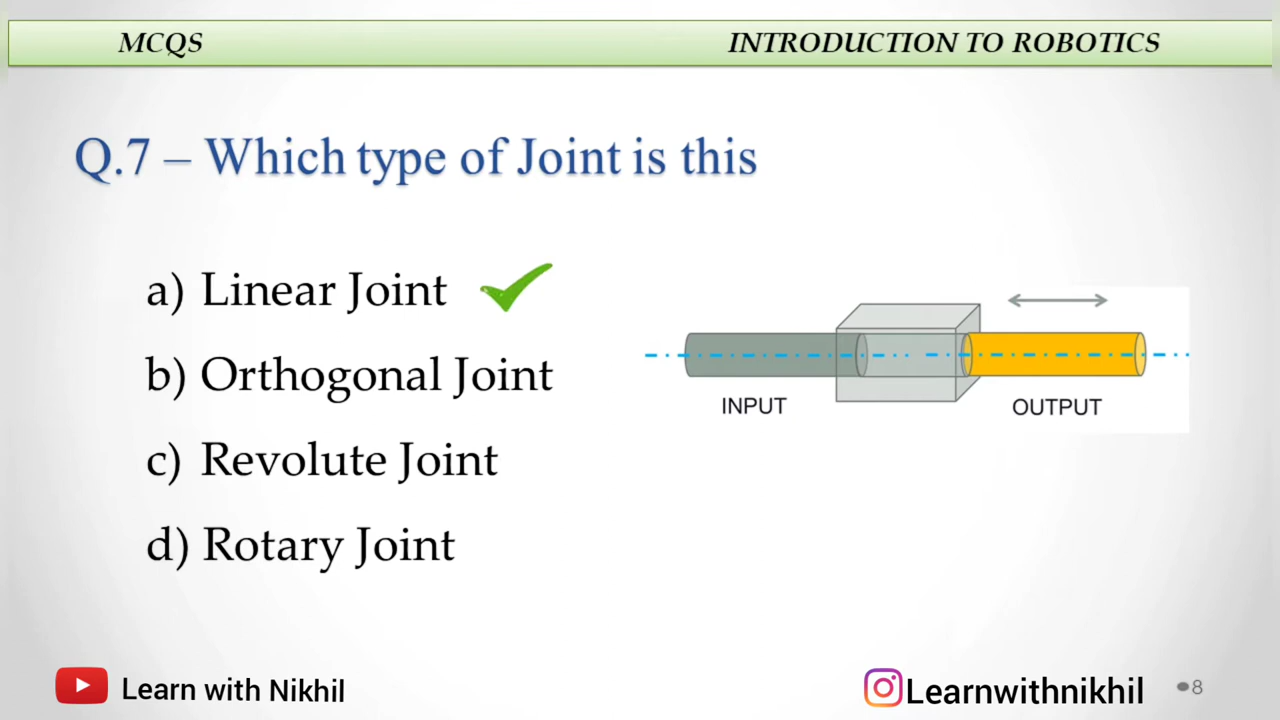 MCQS
INTRODUCTION TO ROBOTICS
Q.7 – Which type of Joint is this
a) Linear Joint
b) Orthogonal Joint
c) Revolute Joint
d) Rotary Joint
INPUT
OUTPUT
Learn with Nikhil
Learnwithnikhil
8